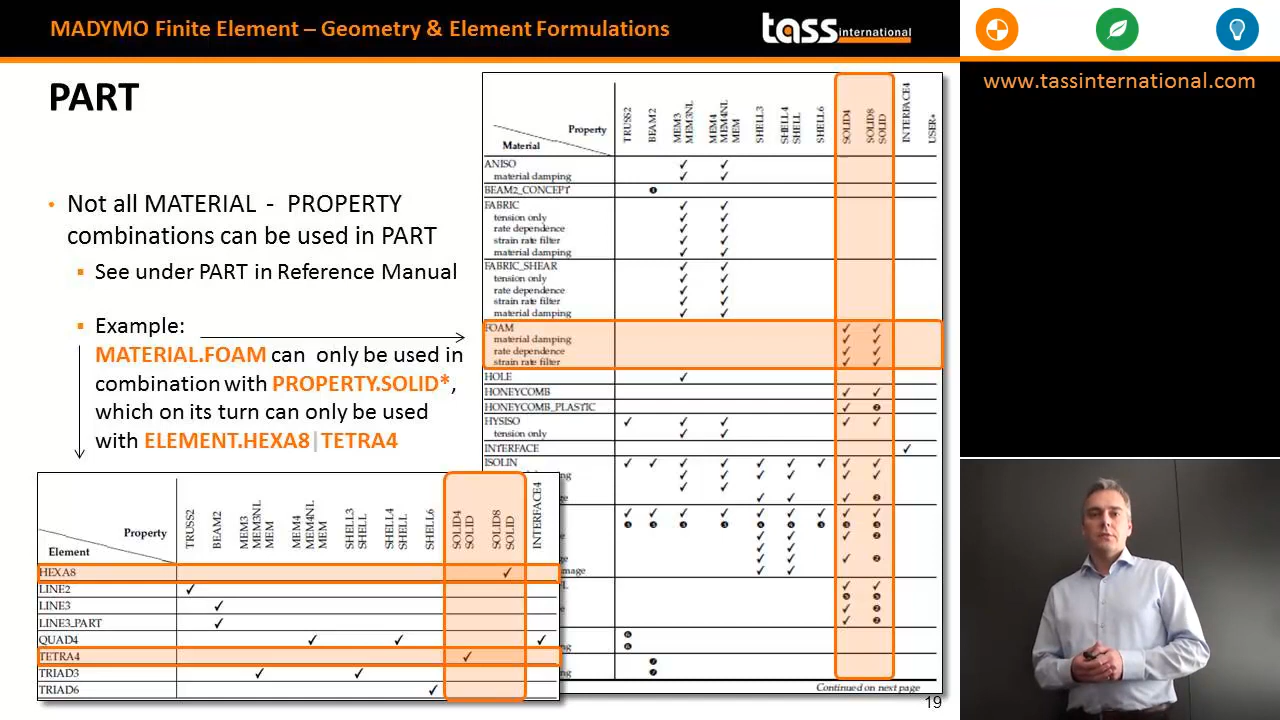 MADYMO Finite Element – Geometry & Element Formulations
tass international
www.tassinternational.com
PART
• Not all MATERIAL - PROPERTY
combinations can be used in PART
▪ See under PART in Reference Manual
▪ Example:
MATERIAL.FOAM can only be used in
combination with PROPERTY.SOLID*,
which on its turn can only be used
with ELEMENT.HEXA8|TETRA4
Property
Material
TRUSS2
BEAM2
MEM3
MEM3NL
MEM4
MEM4NL
MEM
SHELL3
SHELL4
SHELL
SHELL6
SOLID4
SOLID8
SOLID
INTERFACE4
USER*
ANISO ✓ ✓
material damping ✓ ✓
BEAM2_CONCEPT ❶
FABRIC ✓ ✓
tension only ✓ ✓
rate dependence ✓ ✓
strain rate filter ✓ ✓
material damping ✓ ✓
FABRIC_SHEAR ✓ ✓
tension only ✓ ✓
rate dependence ✓ ✓
strain rate filter ✓ ✓
material damping ✓ ✓
FOAM ✓ ✓
material damping ✓ ✓
rate dependence ✓ ✓
strain rate filter ✓ ✓
HOLE ✓
HONEYCOMB ✓ ✓
HONEYCOMB_PLASTIC ✓ ❷
HYSISO ✓ ✓ ✓ ✓ ✓
tension only ✓ ✓
INTERFACE ✓
ISOLIN ✓ ✓ ✓ ✓ ✓ ✓ ✓ ✓ ✓
Continued on next page
Property
Element
TRUSS2
BEAM2
MEM3
MEM3NL
MEM
MEM4
MEM4NL
MEM
SHELL3
SHELL
SHELL4
SHELL
SHELL6
SOLID4
SOLID
SOLID8
SOLID
INTERFACE4
HEXA8 ✓
LINE2 ✓
LINE3 ✓
LINE3_PART ✓
QUAD4 ✓ ✓ ✓
TETRA4 ✓
TRIAD3 ✓ ✓
TRIAD6 ✓
19